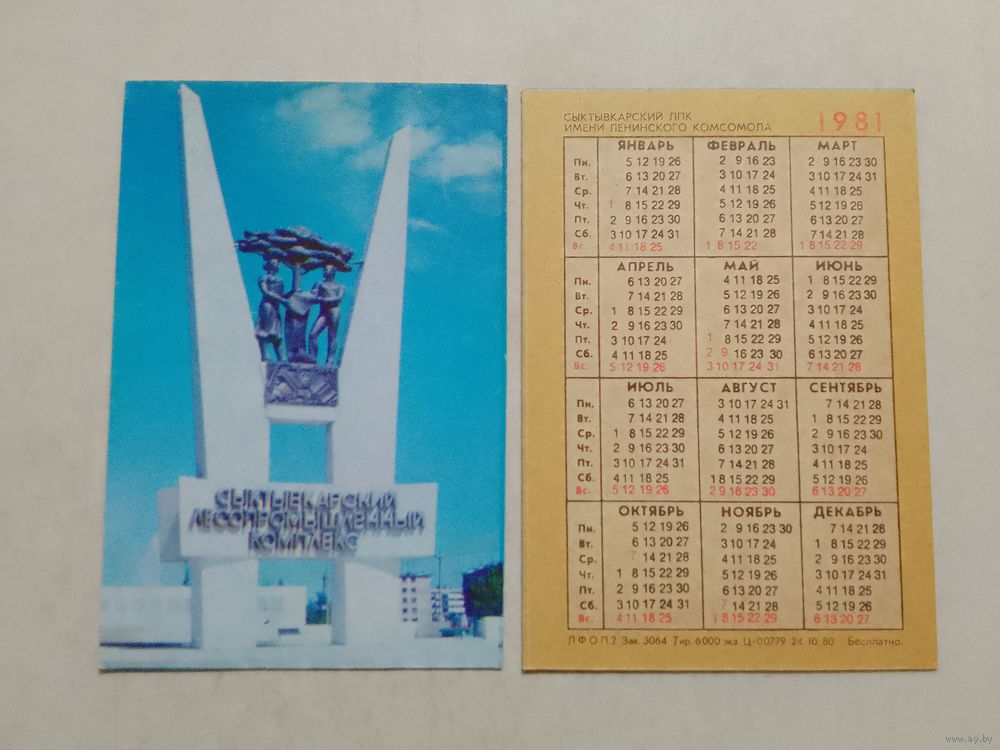 СЫКТЫВКАРСКИЙ
ЛЕСОПРОМЫШЛЕННЫЙ
КОМПЛЕКС
СЫКТЫВКАРСКИЙ ЛПК
ИМЕНИ ЛЕНИНСКОГО КОМСОМОЛА 1981
ЯНВАРЬ ФЕВРАЛЬ МАРТ
Пн. 5 12 19 26 2 9 16 23 2 9 16 23 30
Вт. 6 13 20 27 3 10 17 24 3 10 17 24 31
Ср. 7 14 21 28 4 11 18 25 4 11 18 25
Чт. 1 8 15 22 29 5 12 19 26 5 12 19 26
Пт. 2 9 16 23 30 6 13 20 27 6 13 20 27
Сб. 3 10 17 24 31 7 14 21 28 7 14 21 28
Вс. 4 11 18 25 1 8 15 22 1 8 15 22 29
АПРЕЛЬ МАЙ ИЮНЬ
Пн. 6 13 20 27 4 11 18 25 1 8 15 22 29
Вт. 7 14 21 28 5 12 19 26 2 9 16 23 30
Ср. 1 8 15 22 29 6 13 20 27 3 10 17 24
Чт. 2 9 16 23 30 7 14 21 28 4 11 18 25
Пт. 3 10 17 24 1 8 15 22 29 5 12 19 26
Сб. 4 11 18 25 2 9 16 23 30 6 13 20 27
Вс. 5 12 19 26 3 10 17 24 31 7 14 21 28
ИЮЛЬ АВГУСТ СЕНТЯБРЬ
Пн. 6 13 20 27 3 10 17 24 31 7 14 21 28
Вт. 7 14 21 28 4 11 18 25 1 8 15 22 29
Ср. 1 8 15 22 29 5 12 19 26 2 9 16 23 30
Чт. 2 9 16 23 30 6 13 20 27 3 10 17 24
Пт. 3 10 17 24 31 7 14 21 28 4 11 18 25
Сб. 4 11 18 25 1 8 15 22 29 5 12 19 26
Вс. 5 12 19 26 2 9 16 23 30 6 13 20 27
ОКТЯБРЬ НОЯБРЬ ДЕКАБРЬ
Пн. 5 12 19 26 2 9 16 23 30 7 14 21 28
Вт. 6 13 20 27 3 10 17 24 1 8 15 22 29
Ср. 7 14 21 28 4 11 18 25 2 9 16 23 30
Чт. 1 8 15 22 29 5 12 19 26 3 10 17 24 31
Пт. 2 9 16 23 30 6 13 20 27 4 11 18 25
Сб. 3 10 17 24 31 7 14 21 28 5 12 19 26
Вс. 4 11 18 25 1 8 15 22 29 6 13 20 27
ЛФОП2 Зак. 3064 Тир. 6000 экз. Ц-00779 24.10.80 Бесплатно.
www.ay.by